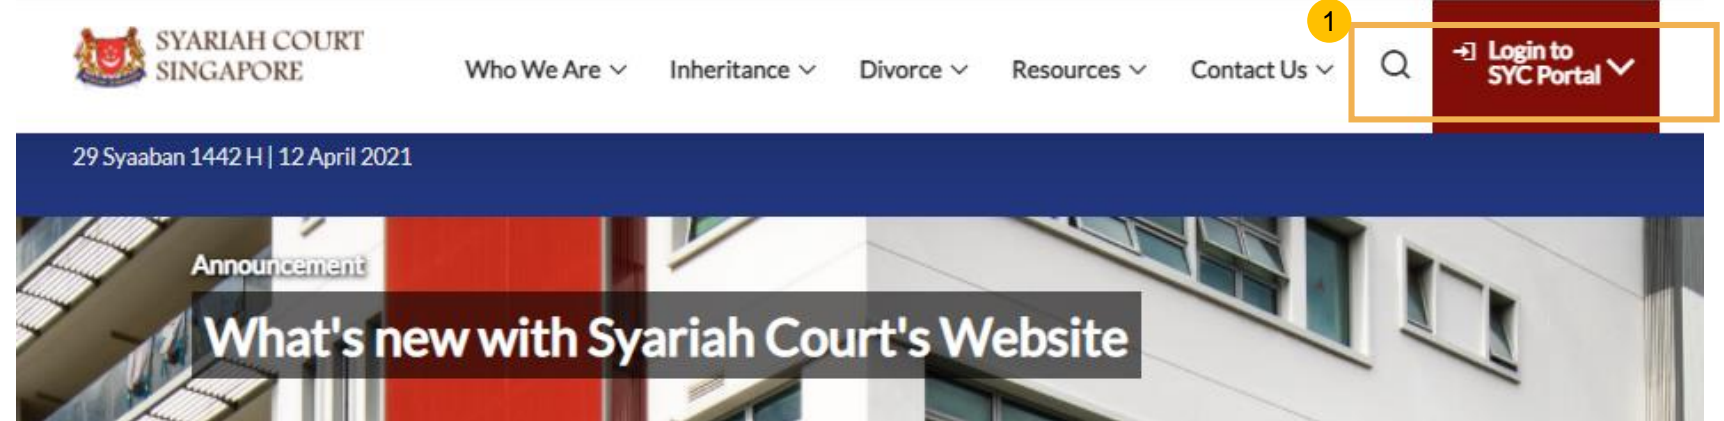 1
SYARIAH COURT
SINGAPORE
Who We Are
Inheritance
Divorce
Resources
Contact Us
Login to
SYC Portal
29 Syaaban 1442 H | 12 April 2021
Announcement
What's new with Syariah Court's Website